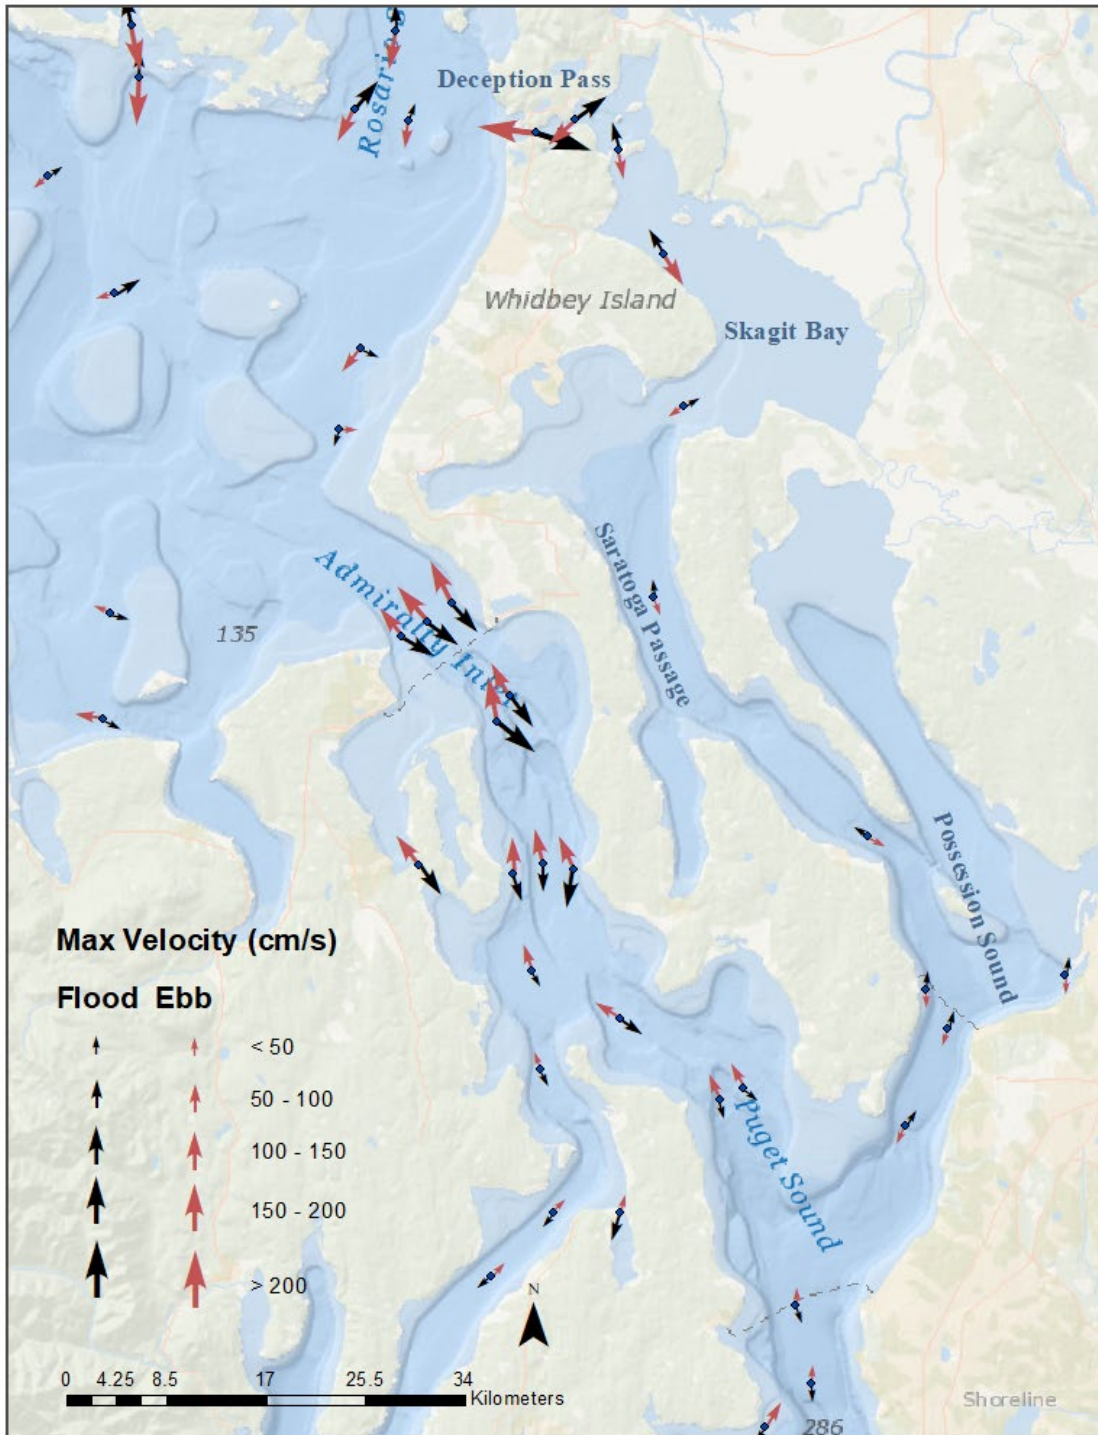 Rosario S
Deception Pass
Whidbey Island
Skagit Bay
Saratoga Passage
Admiralty Inlet
135
Possession Sound
Max Velocity (cm/s)
Flood Ebb
< 50
50 - 100
100 - 150
150 - 200
> 200
Puget Sound
N
0 4.25 8.5 17 25.5 34
Kilometers
Shoreline
286